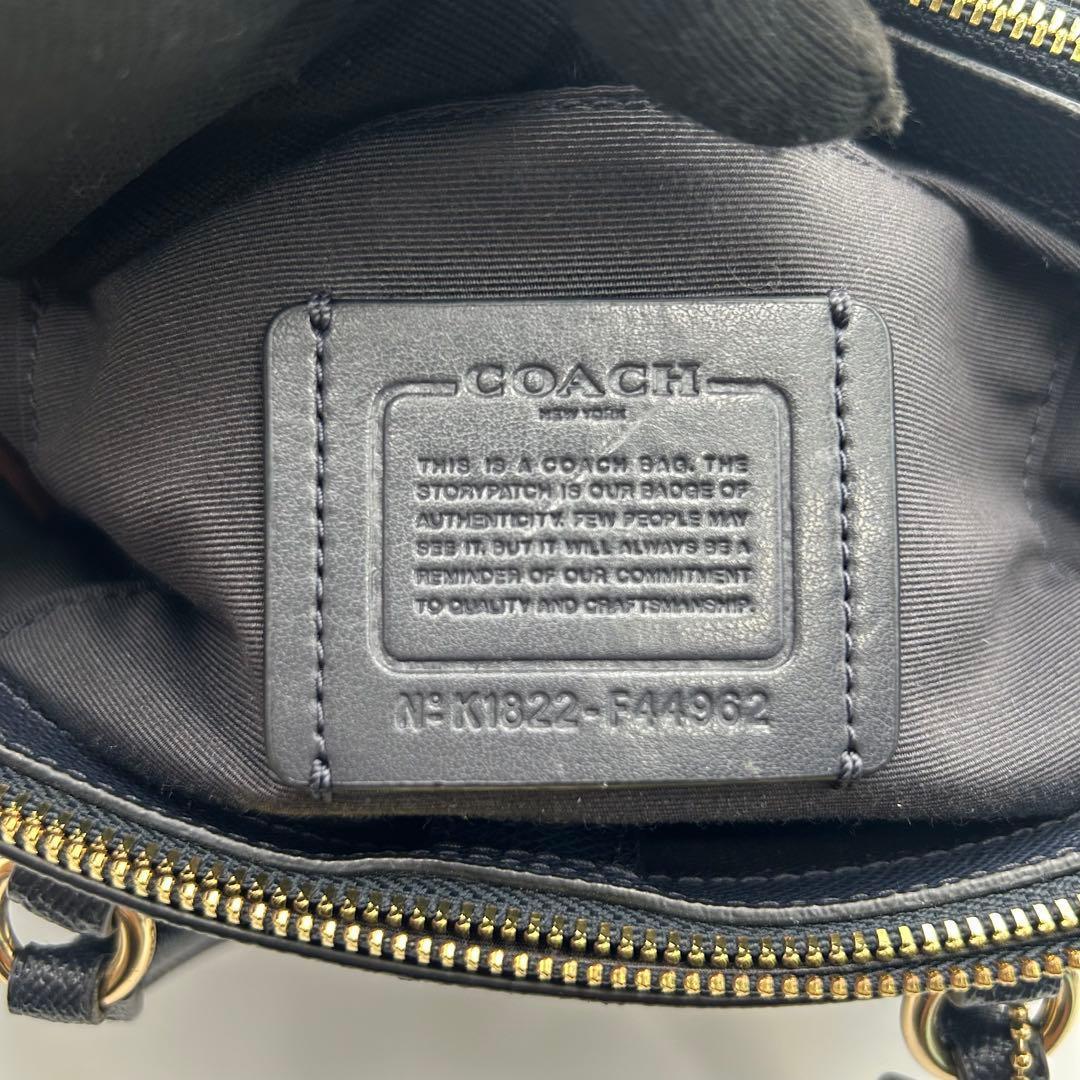 COACH
NEW YORK
THIS IS A COACH BAG. THE
STORYPATCH IS OUR BADGE OF
AUTHENTICITY. FEW PEOPLE MAY
SEE IT. BUT IT WILL ALWAYS BE A
REMINDER OF OUR COMMITMENT
TO QUALITY AND CRAFTSMANSHIP.
Nº K1822-F44962